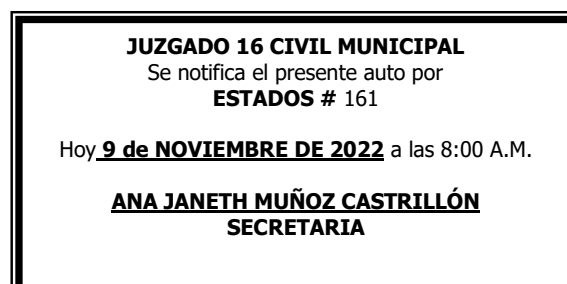 JUZGADO 16 CIVIL MUNICIPAL
Se notifica el presente auto por
ESTADOS # 161
Hoy 9 de NOVIEMBRE DE 2022 a las 8:00 A.M.
ANA JANETH MUÑOZ CASTRILLÓN
SECRETARIA